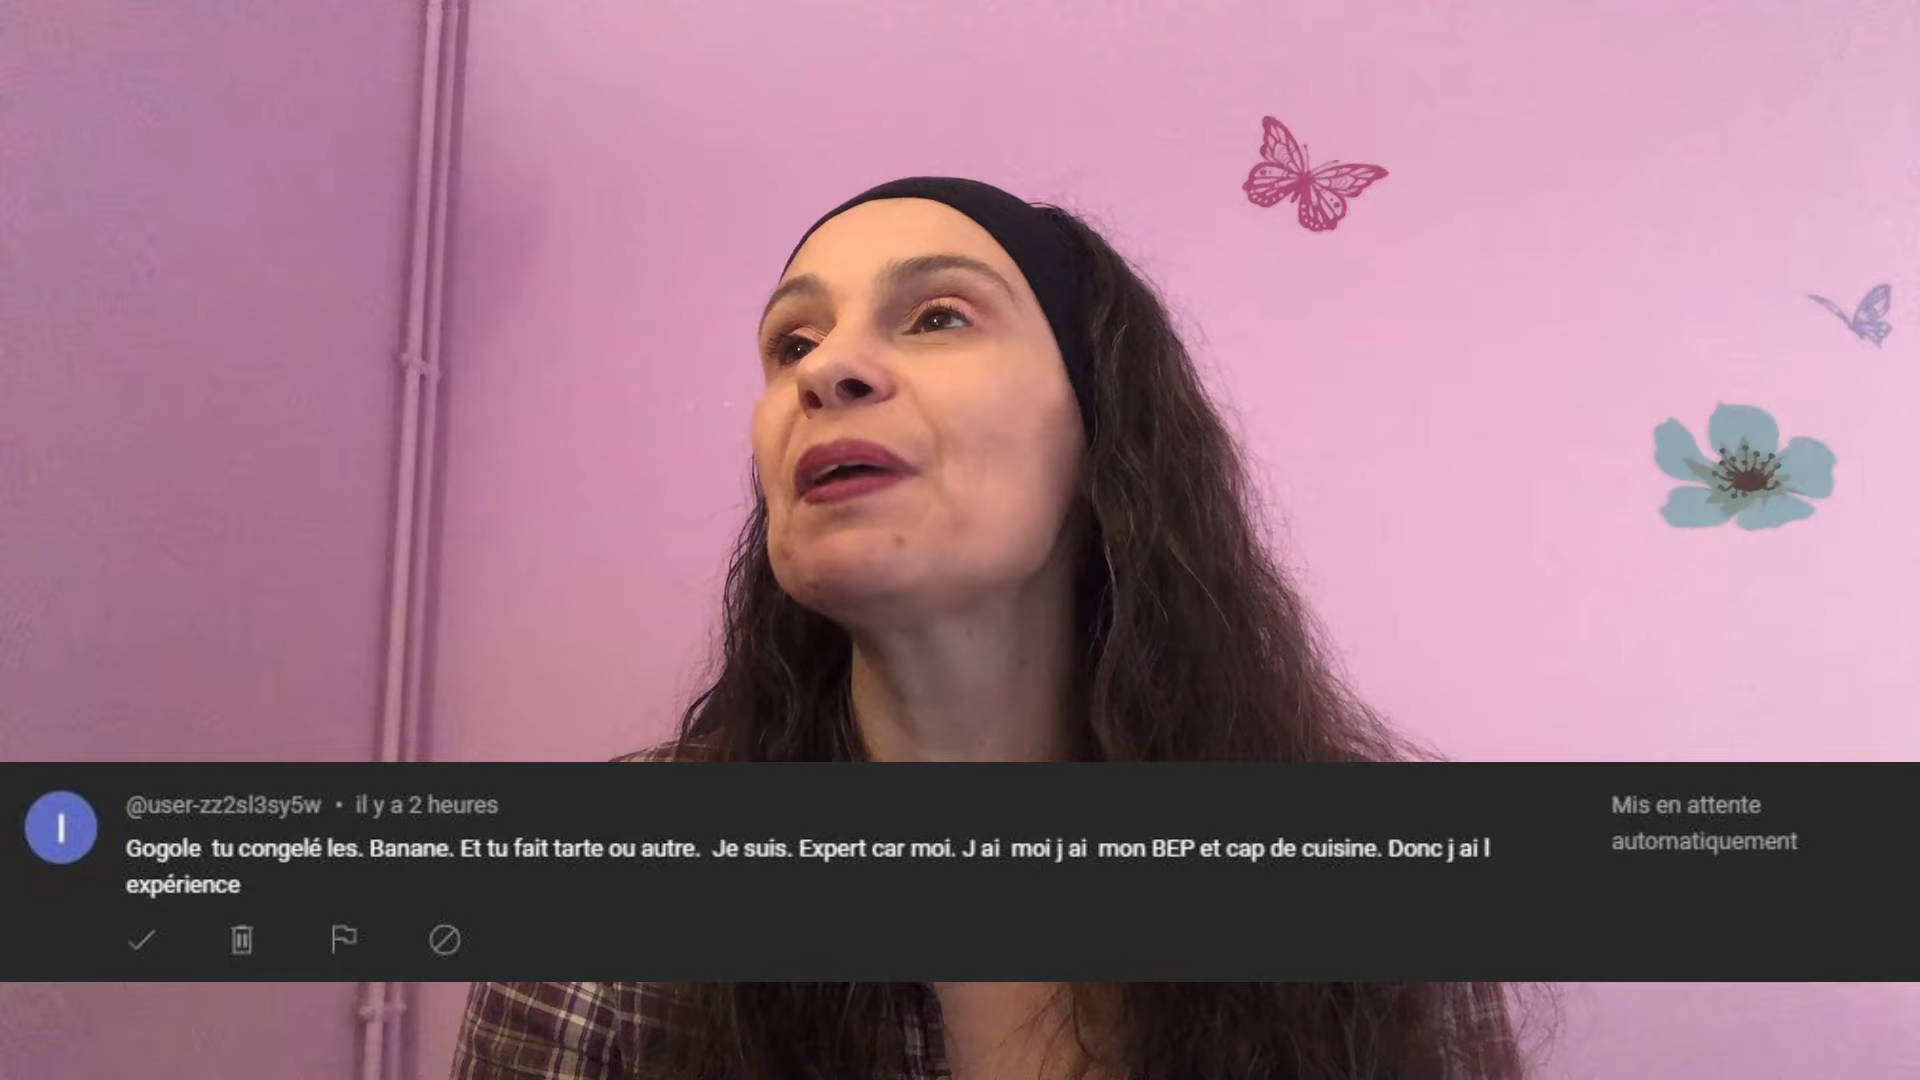 I
@user-zz2sl3sy5w • il y a 2 heures
Mis en attente
automatiquement
Gogole tu congelé les. Banane. Et tu fait tarte ou autre. Je suis. Expert car moi. J ai moi j ai mon BEP et cap de cuisine. Donc j ai l
expérience